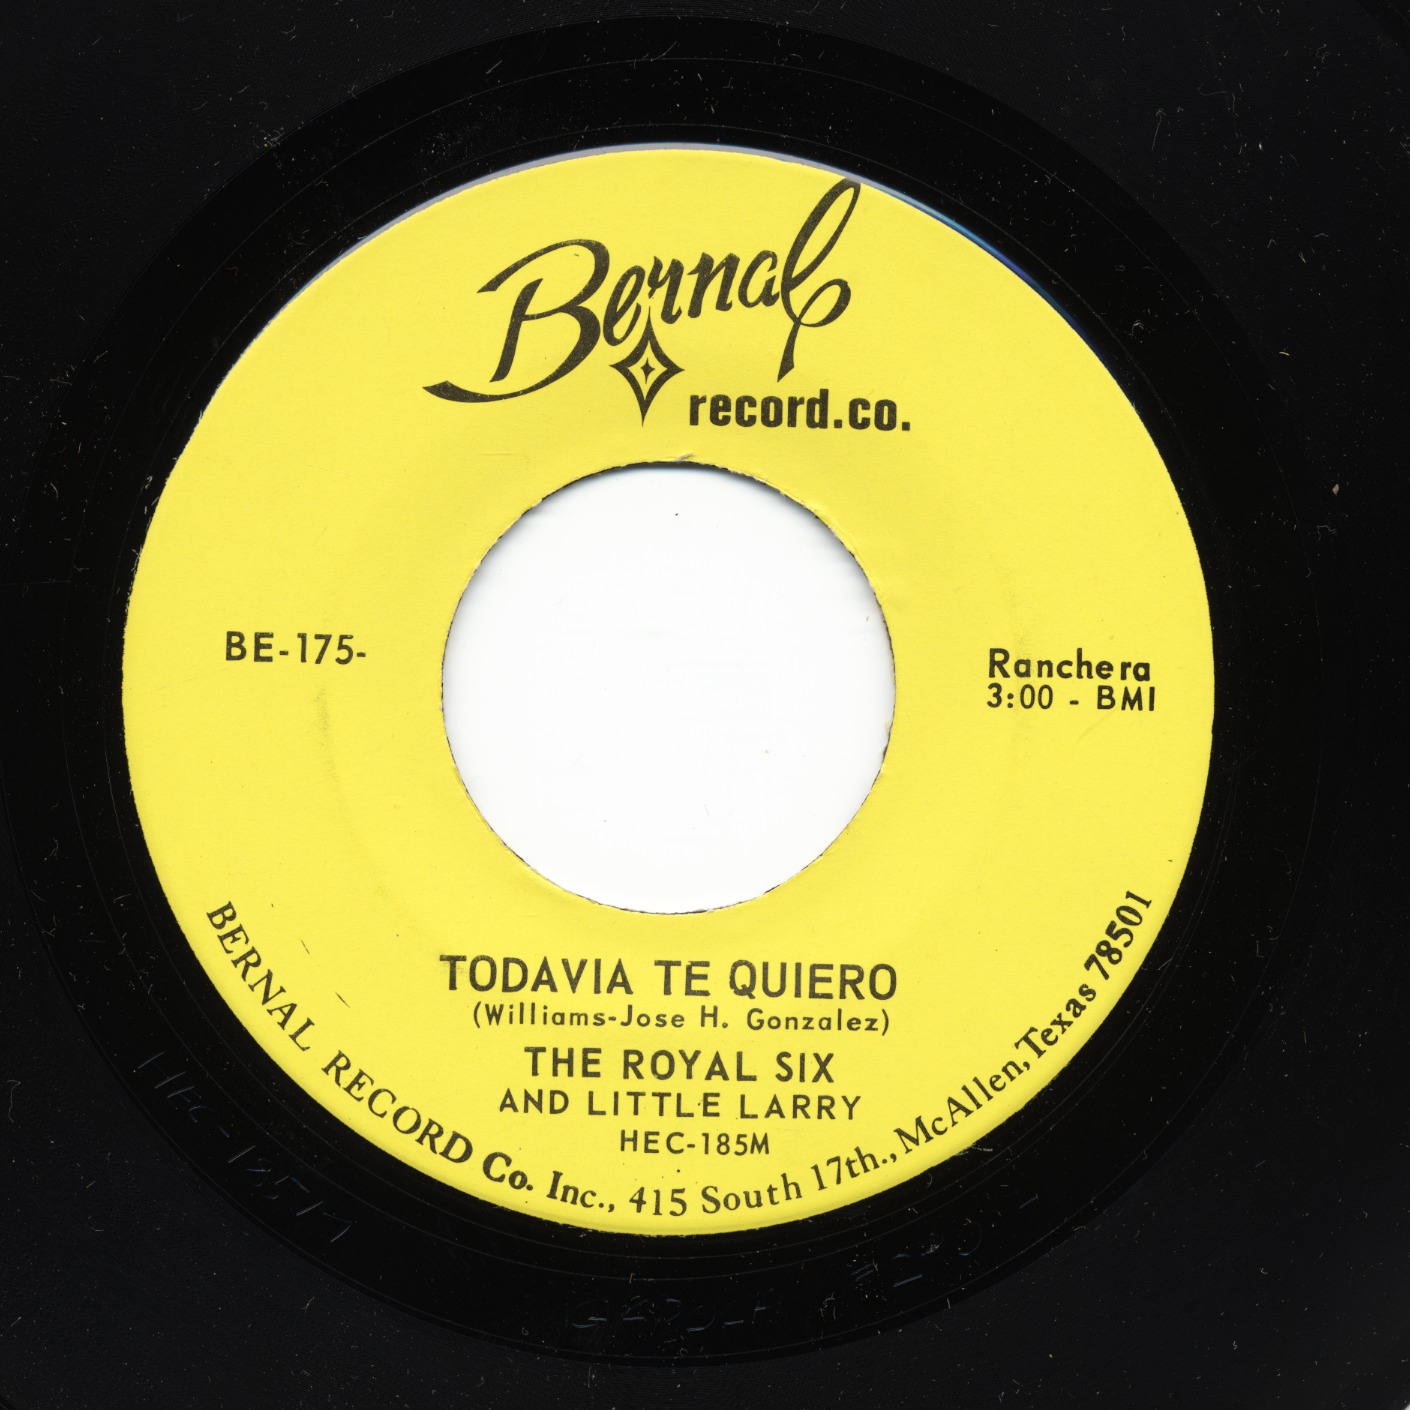 Bernal
record.co.
BE-175-
Ranchera
3:00 - BMI
TODAVIA TE QUIERO
(Williams-Jose H. Gonzalez)
THE ROYAL SIX
AND LITTLE LARRY
HEC-185M
BERNAL RECORD Co. Inc., 415 South 17th., McAllen, Texas 78501